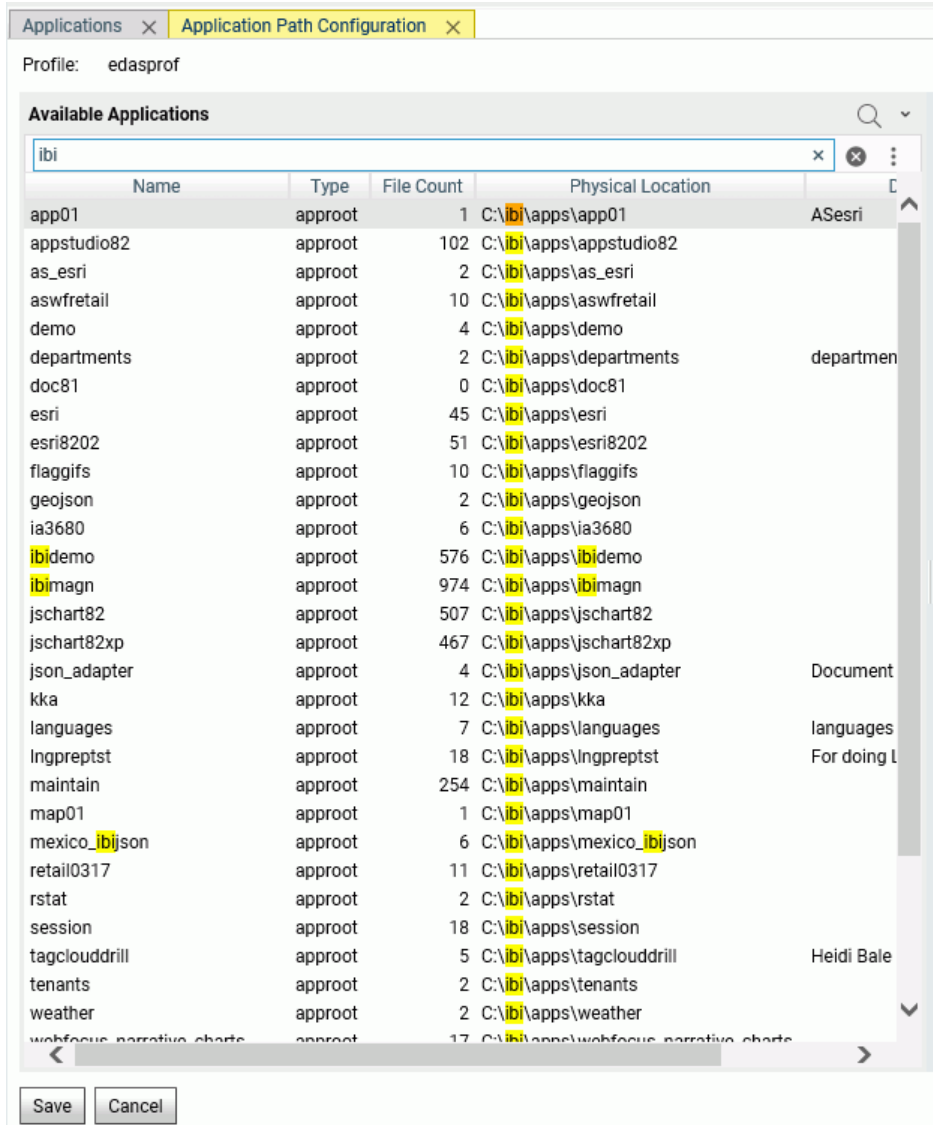 Applications
Application Path Configuration
Profile: edasprof
Available Applications
ibi
Name Type File Count Physical Location D
app01 approot 1 C:\ibi\apps\app01 ASesri
appstudio82 approot 102 C:\ibi\apps\appstudio82
as_esri approot 2 C:\ibi\apps\as_esri
aswfretail approot 10 C:\ibi\apps\aswfretail
demo approot 4 C:\ibi\apps\demo
departments approot 2 C:\ibi\apps\departments departmen
doc81 approot 0 C:\ibi\apps\doc81
esri approot 45 C:\ibi\apps\esri
esri8202 approot 51 C:\ibi\apps\esri8202
flaggifs approot 10 C:\ibi\apps\flaggifs
geojson approot 2 C:\ibi\apps\geojson
ia3680 approot 6 C:\ibi\apps\ia3680
ibidemo approot 576 C:\ibi\apps\ibidemo
ibimagn approot 974 C:\ibi\apps\ibimagn
jschart82 approot 507 C:\ibi\apps\jschart82
jschart82xp approot 467 C:\ibi\apps\jschart82xp
json_adapter approot 4 C:\ibi\apps\json_adapter Document
kka approot 12 C:\ibi\apps\kka
languages approot 7 C:\ibi\apps\languages languages
lngpreptst approot 18 C:\ibi\apps\lngpreptst For doing L
maintain approot 254 C:\ibi\apps\maintain
map01 approot 1 C:\ibi\apps\map01
mexico_ibijson approot 6 C:\ibi\apps\mexico_ibijson
retail0317 approot 11 C:\ibi\apps\retail0317
rstat approot 2 C:\ibi\apps\rstat
session approot 18 C:\ibi\apps\session
tagclouddrill approot 5 C:\ibi\apps\tagclouddrill Heidi Bale
tenants approot 2 C:\ibi\apps\tenants
weather approot 2 C:\ibi\apps\weather
webfocus_narrative_charts approot 17 C:\ibi\apps\webfocus_narrative_charts
Save Cancel